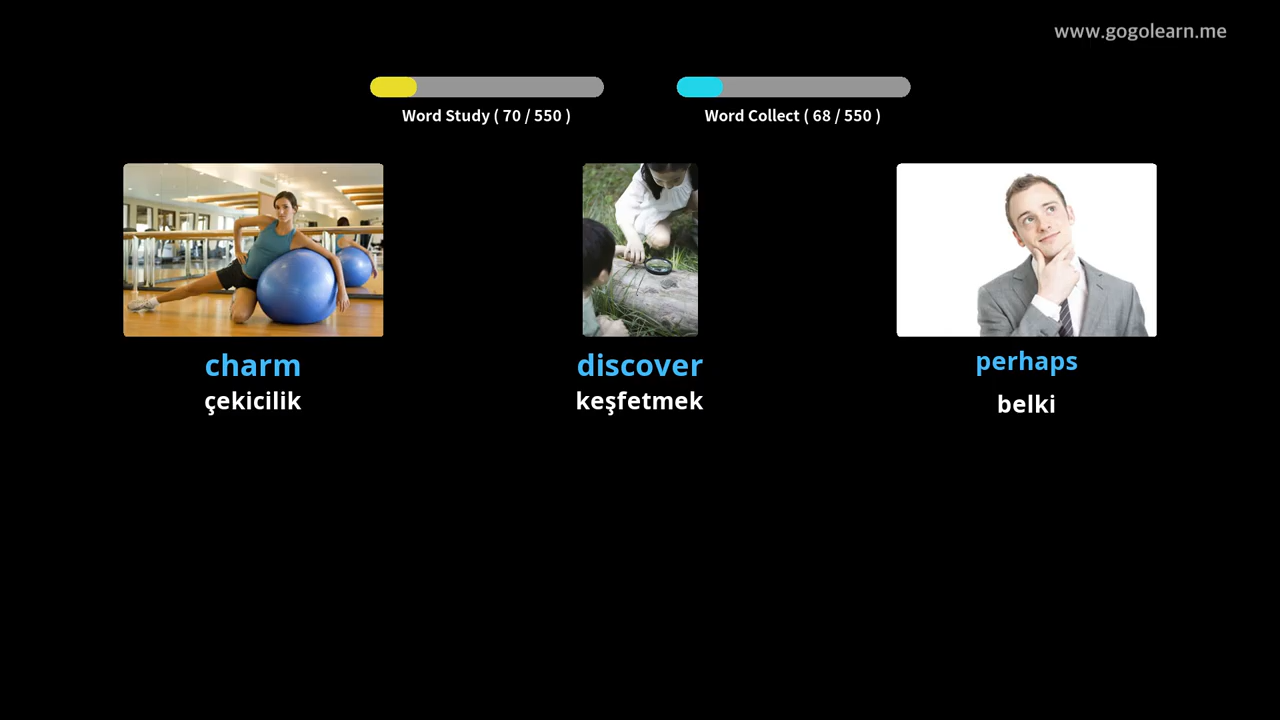 www.gogolearn.me
Word Study ( 70 / 550 )
Word Collect ( 68 / 550 )
charm
çekicilik
discover
keşfetmek
perhaps
belki